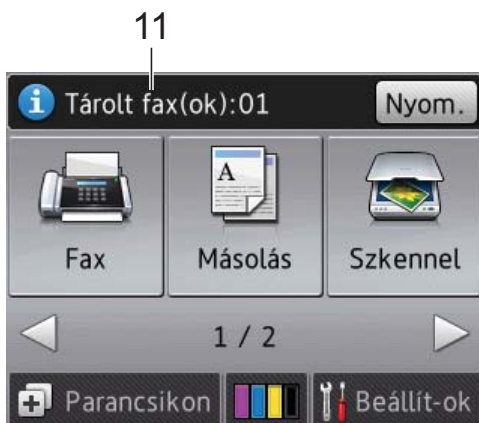 11
Tárolt fax(ok):01 Nyom.
Fax Másolás Szkennel
1 / 2
Parancsikon Beállít-ok